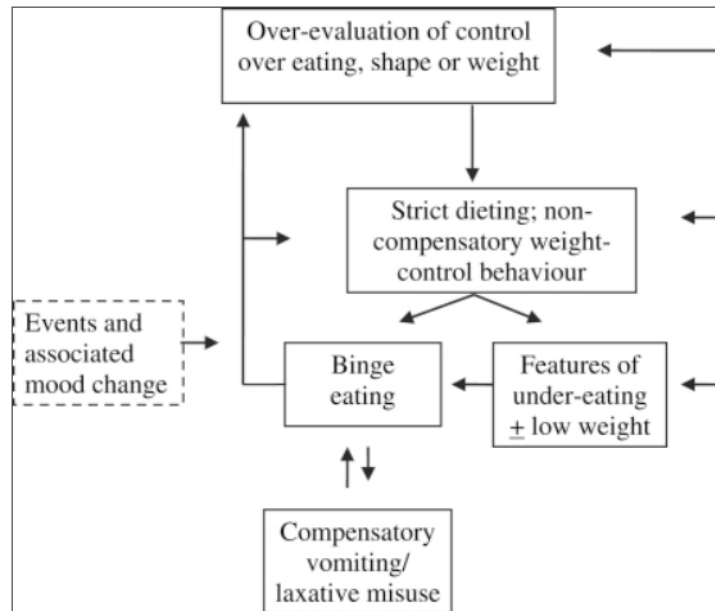 Over-evaluation of control
over eating, shape or weight
Strict dieting; non-
compensatory weight-
control behaviour
Events and
associated
mood change
Binge
eating
Features of
under-eating
± low weight
Compensatory
vomiting/
laxative misuse